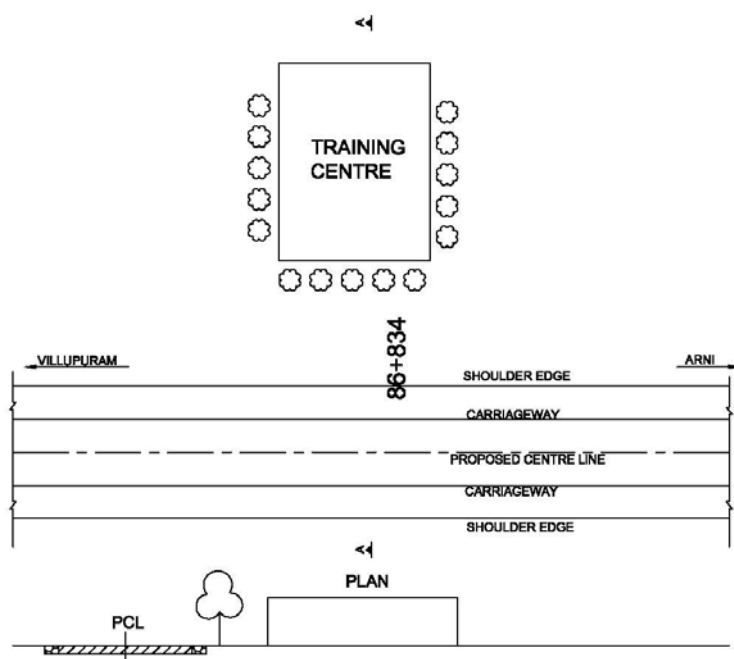 A
TRAINING
CENTRE
86+834
VILLUPURAM
ARNI
SHOULDER EDGE
CARRIAGEWAY
PROPOSED CENTRE LINE
CARRIAGEWAY
SHOULDER EDGE
A
PLAN
PCL